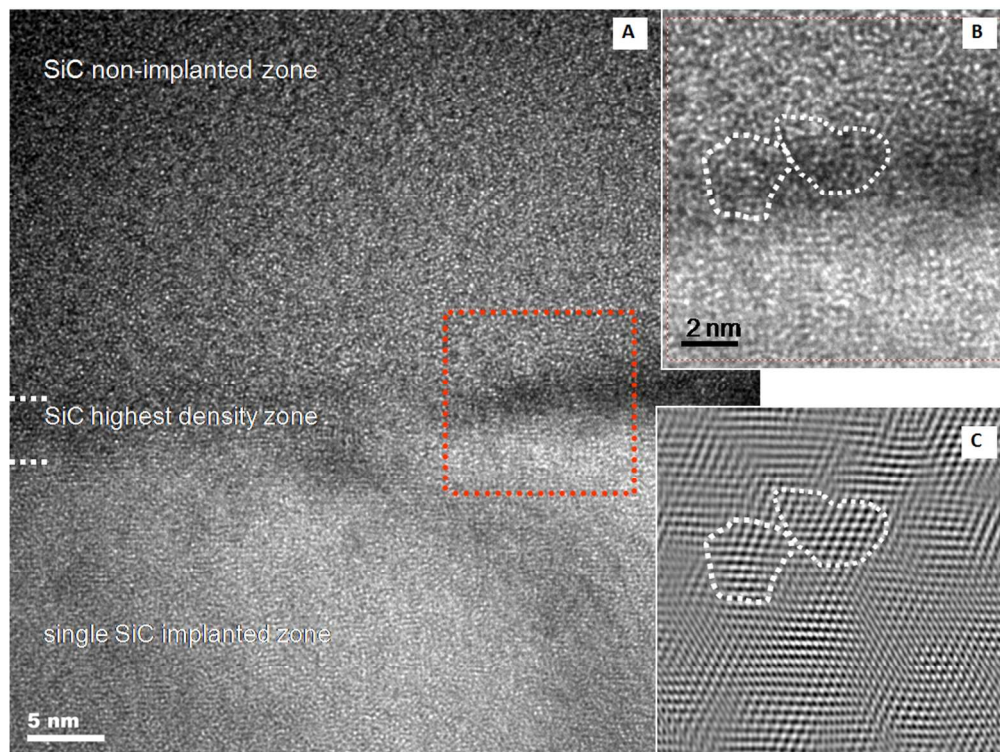 A
SiC non-implanted zone
B
2 nm
SiC highest density zone
C
single SiC implanted zone
5 nm